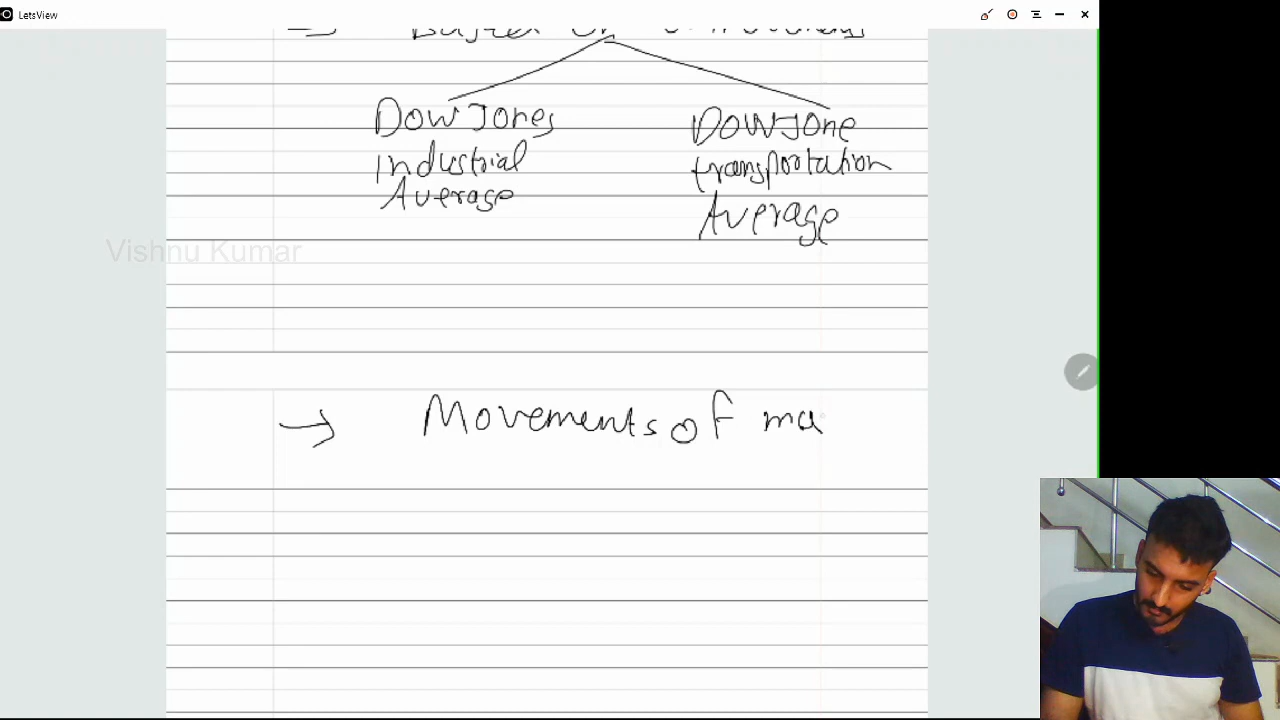 LetsView
Dow Jones
Industrial
Average
Dow Jone
transportation
Average
Vishnu Kumar
→ Movements of ma